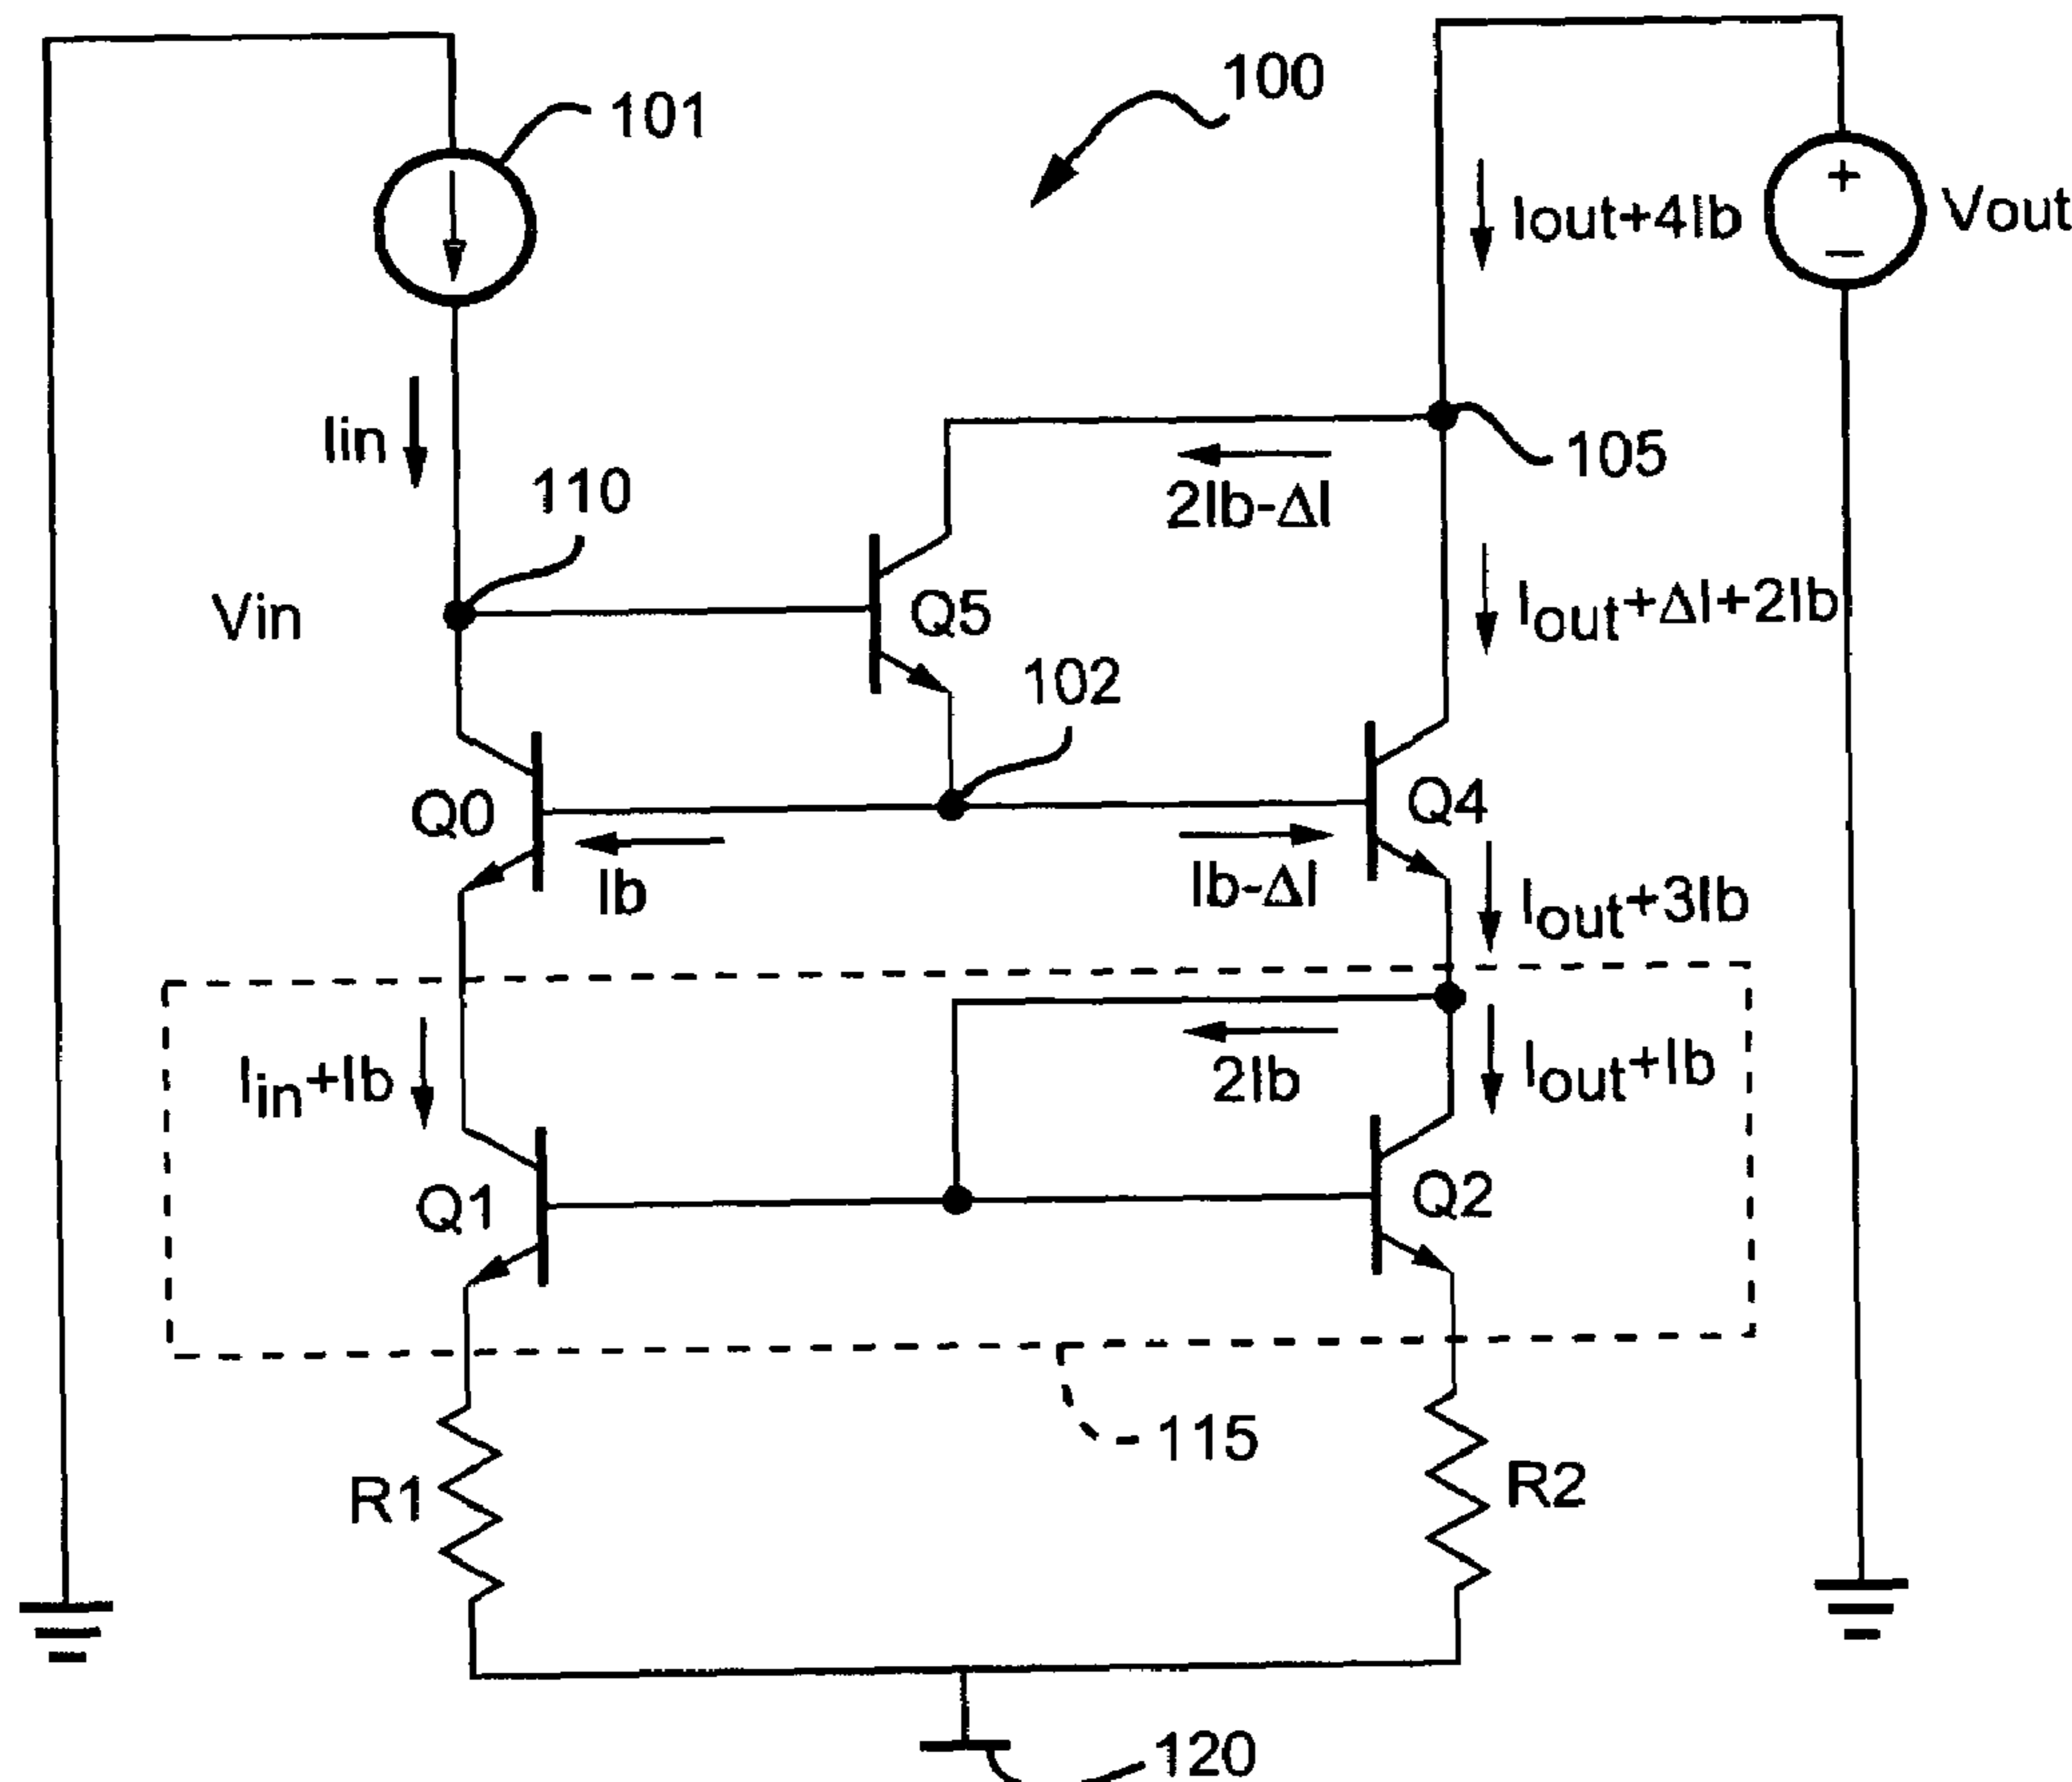 100
101
+
Vout
−
Iout+4Ib
Iin
110
105
2Ib-ΔI
Vin
Q5
Iout+ΔI+2Ib
102
Q0
Q4
Ib
Ib-ΔI
Iout+3Ib
Iin+Ib
2Ib
Iout+Ib
Q1
Q2
115
R1
R2
120